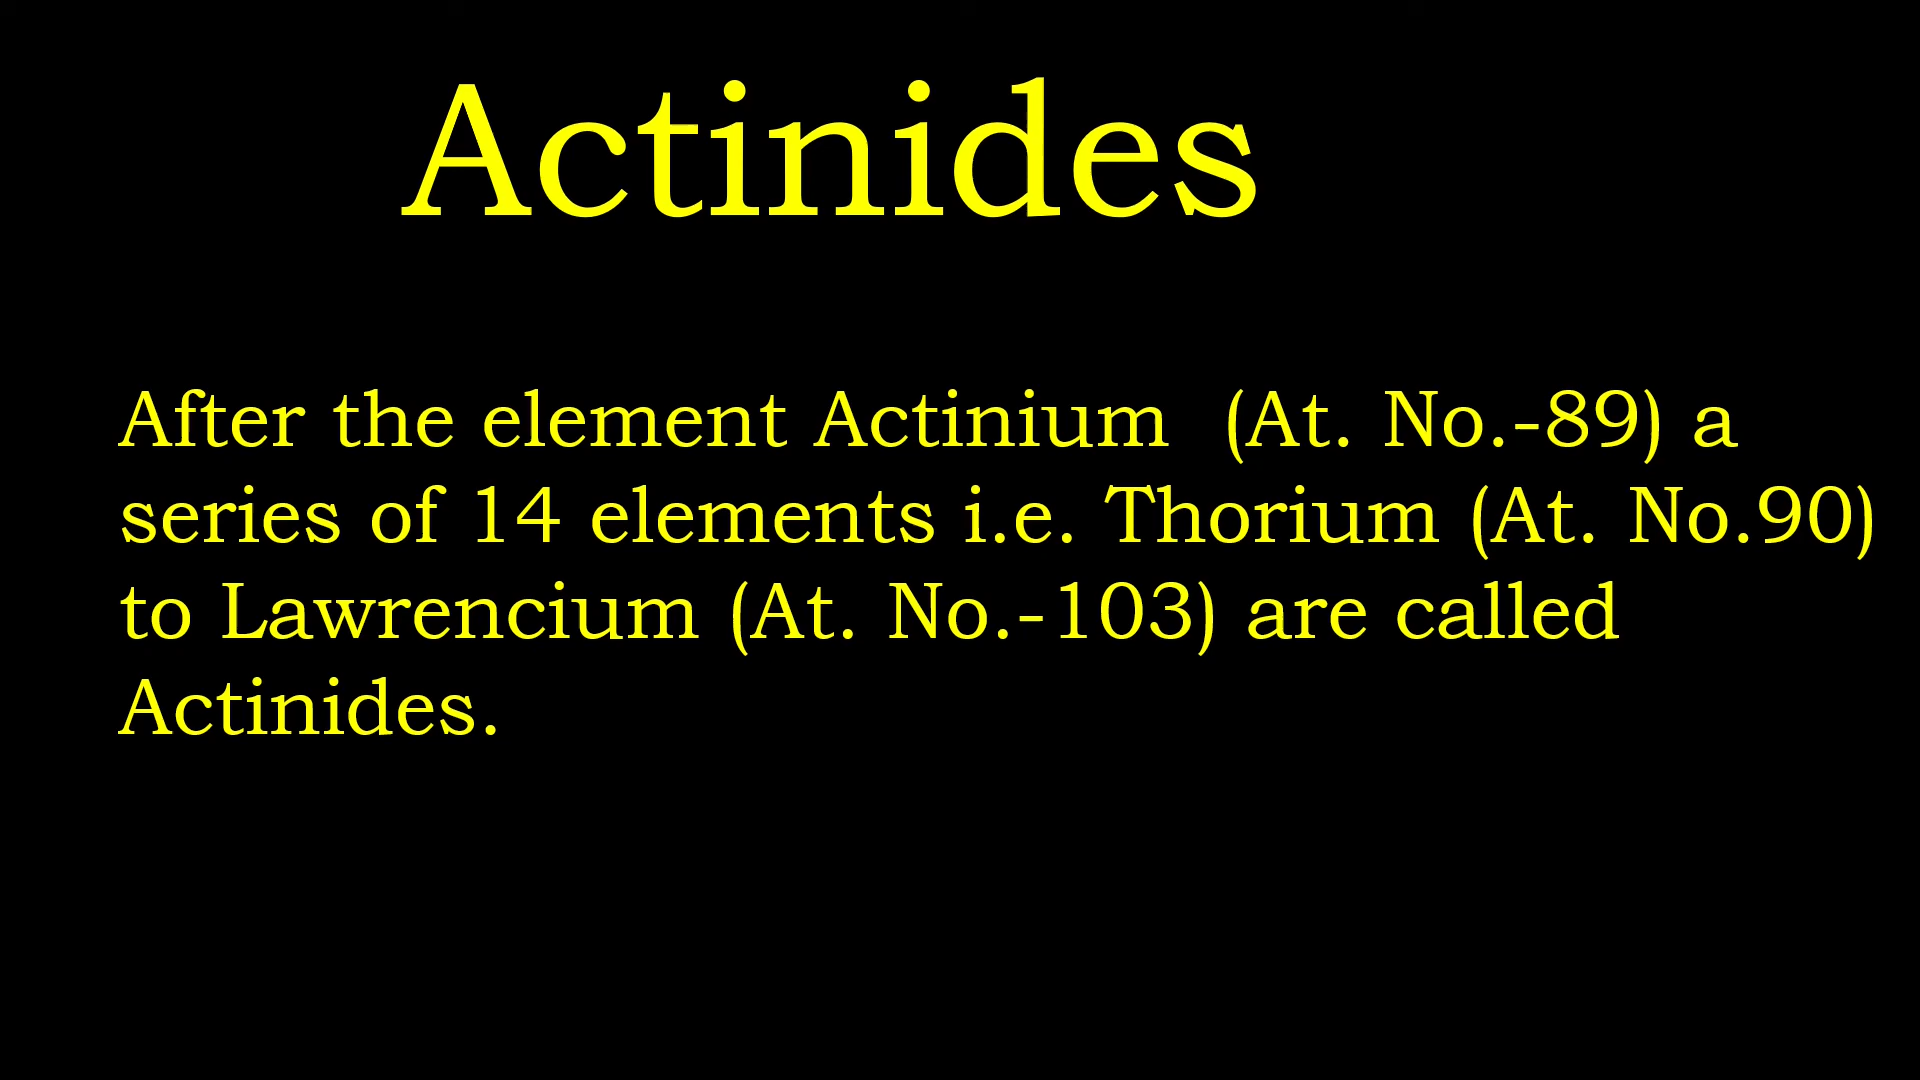 Actinides
After the element Actinium  (At. No.-89) a
series of 14 elements i.e. Thorium (At. No.90)
to Lawrencium (At. No.-103) are called
Actinides.